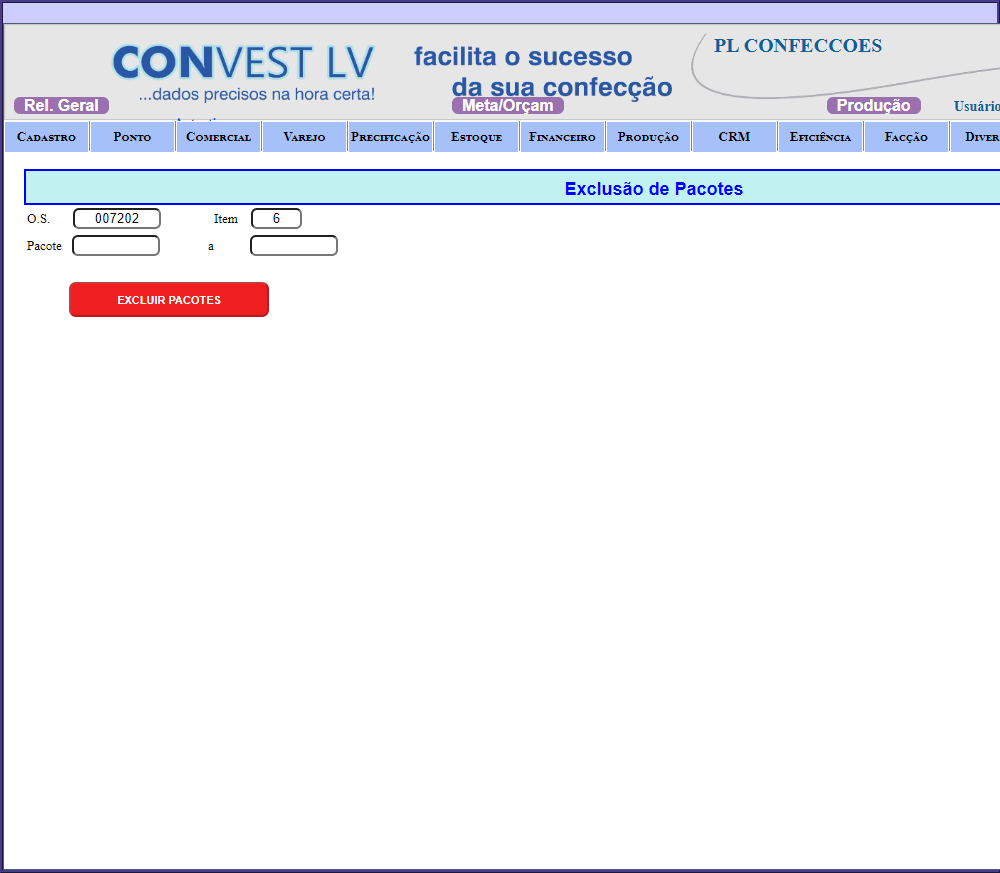 CONVEST LV
...dados precisos na hora certa!
facilita o sucesso
da sua confecção
PL CONFECCOES
Rel. Geral
Meta/Orçam
Produção
Usuário
Cadastro
Ponto
Comercial
Varejo
Precificação
Estoque
Financeiro
Produção
CRM
Eficiência
Facção
Exclusão de Pacotes
O.S. 007202 Item 6
Pacote a
EXCLUIR PACOTES